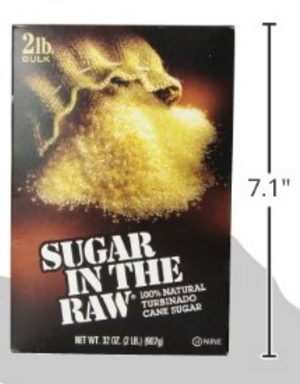 2lb.
BULK
7.1"
SUGAR
IN THE
RAW®
100% NATURAL
TURBINADO
CANE SUGAR
NET WT. 32 OZ. (2 LB.) (907g)